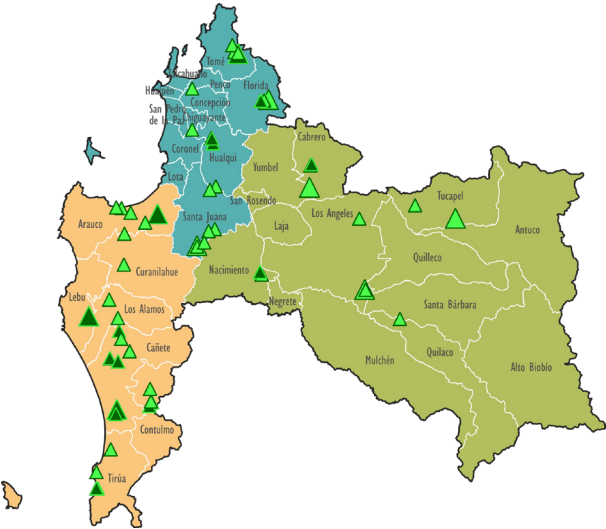 Tomé
Talcahuano
Penco
Hualpén
Florida
Concepción
San Pedro
de la Paz
Chiguayante
Coronel
Hualqui
Cabrero
Yumbel
Lota
San Rosendo
Tucapel
Santa Juana
Los Angeles
Arauco
Laja
Antuco
Quilleco
Nacimiento
Curanilahue
Lebu
Negrete
Santa Bárbara
Los Alamos
Cañete
Mulchén
Quilaco
Alto Biobío
Contulmo
Tirúa